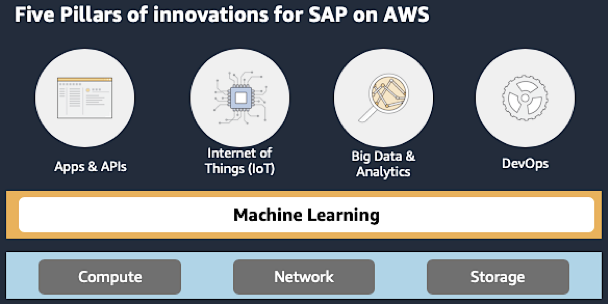 Five Pillars of innovations for SAP on AWS
Apps & APIs
Internet of
Things (IoT)
Big Data &
Analytics
DevOps
Machine Learning
Compute
Network
Storage